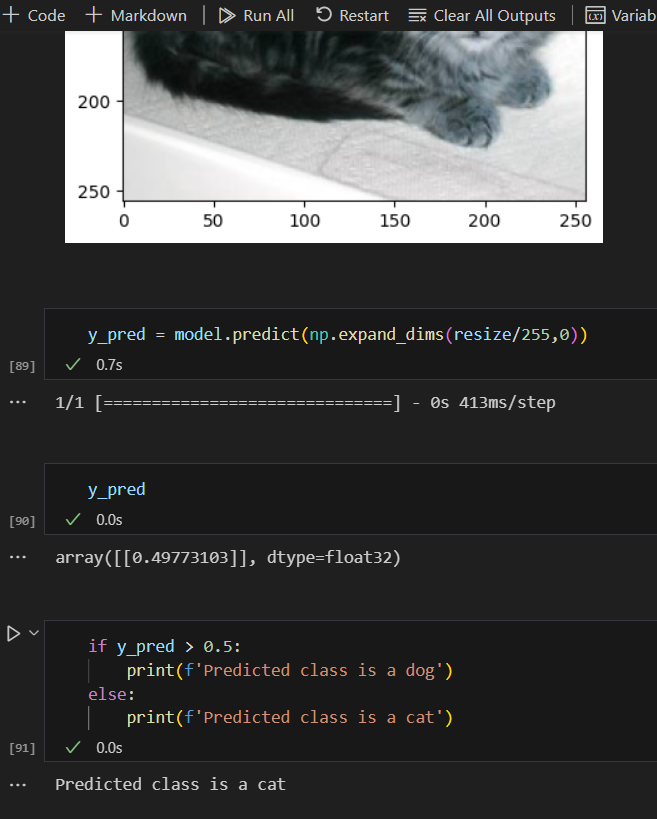 + Code + Markdown | Run All Restart Clear All Outputs | (x) Variab
200
250
0 50 100 150 200 250
y_pred = model.predict(np.expand_dims(resize/255,0))
[89] ✓ 0.7s
... 1/1 [==============================] - 0s 413ms/step
y_pred
[90] ✓ 0.0s
... array([[0.49773103]], dtype=float32)
if y_pred > 0.5:
    print(f'Predicted class is a dog')
else:
    print(f'Predicted class is a cat')
[91] ✓ 0.0s
... Predicted class is a cat